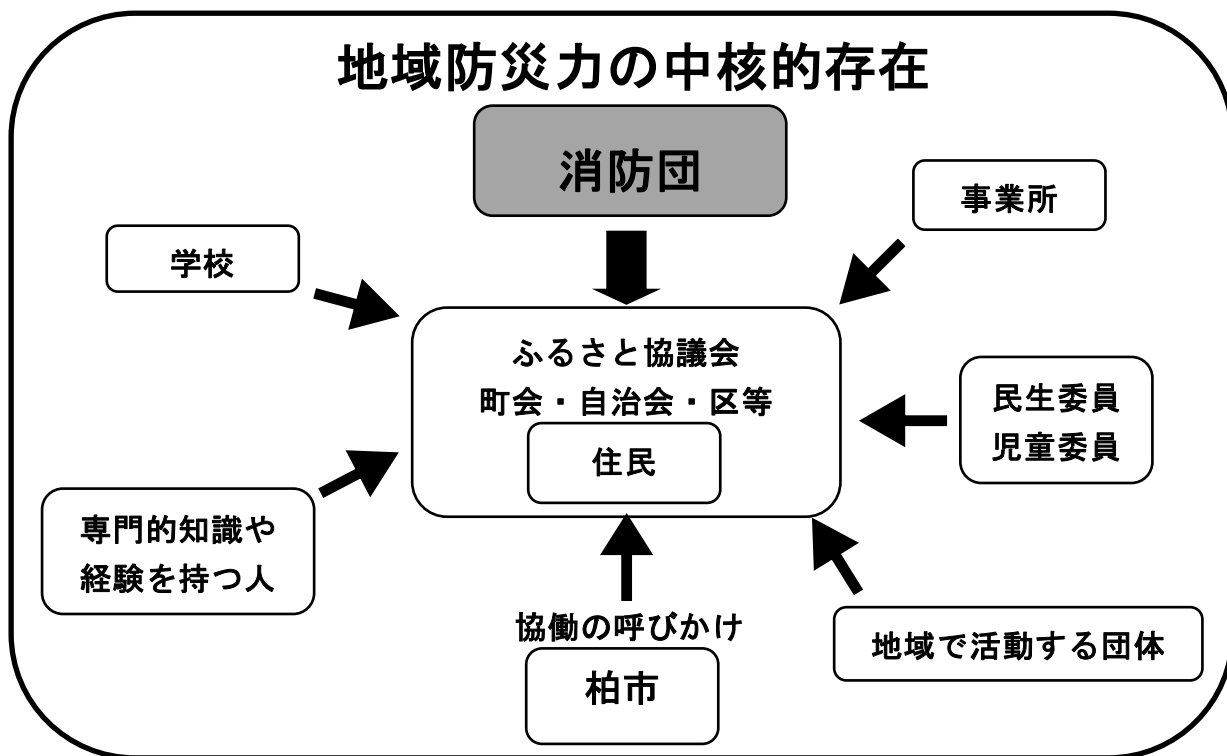 地域防災力の中核的存在
消防団
事業所
学校
ふるさと協議会
町会・自治会・区等
住民
民生委員
児童委員
専門的知識や
経験を持つ人
協働の呼びかけ
柏市
地域で活動する団体